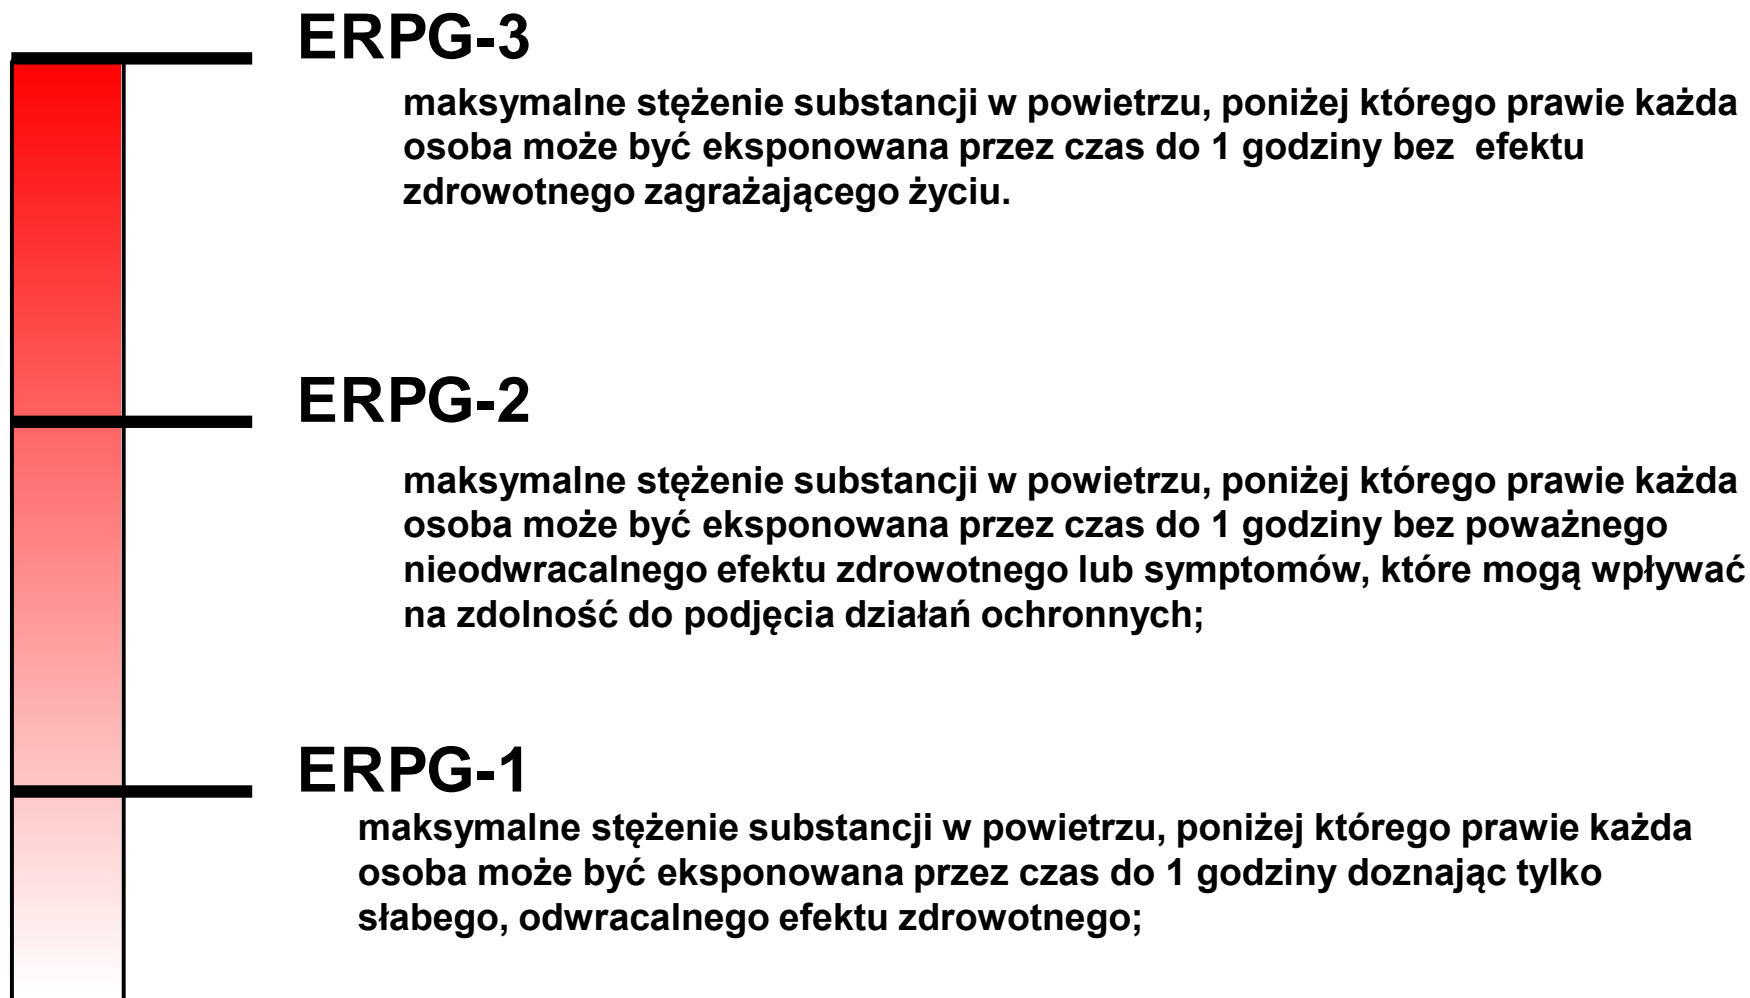 ERPG-3
maksymalne stężenie substancji w powietrzu, poniżej którego prawie każda
osoba może być eksponowana przez czas do 1 godziny bez  efektu
zdrowotnego zagrażającego życiu.
ERPG-2
maksymalne stężenie substancji w powietrzu, poniżej którego prawie każda
osoba może być eksponowana przez czas do 1 godziny bez poważnego
nieodwracalnego efektu zdrowotnego lub symptomów, które mogą wpływać
na zdolność do podjęcia działań ochronnych;
ERPG-1
maksymalne stężenie substancji w powietrzu, poniżej którego prawie każda
osoba może być eksponowana przez czas do 1 godziny doznając tylko
słabego, odwracalnego efektu zdrowotnego;